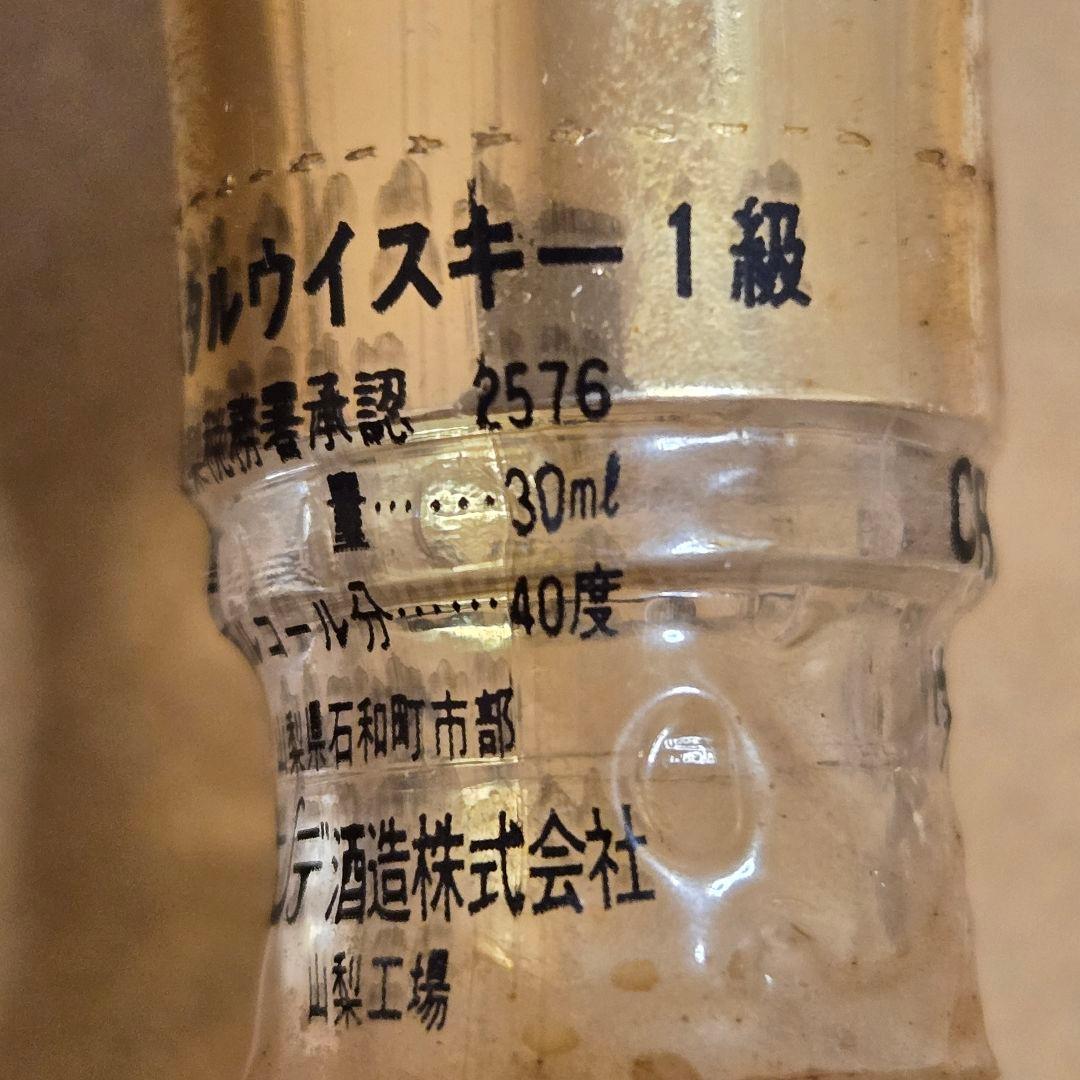 ルウイスキー 1級
税務署承認 2576
量……30ml
コール分……40度
山梨県石和町市部
デ酒造株式会社
山梨工場